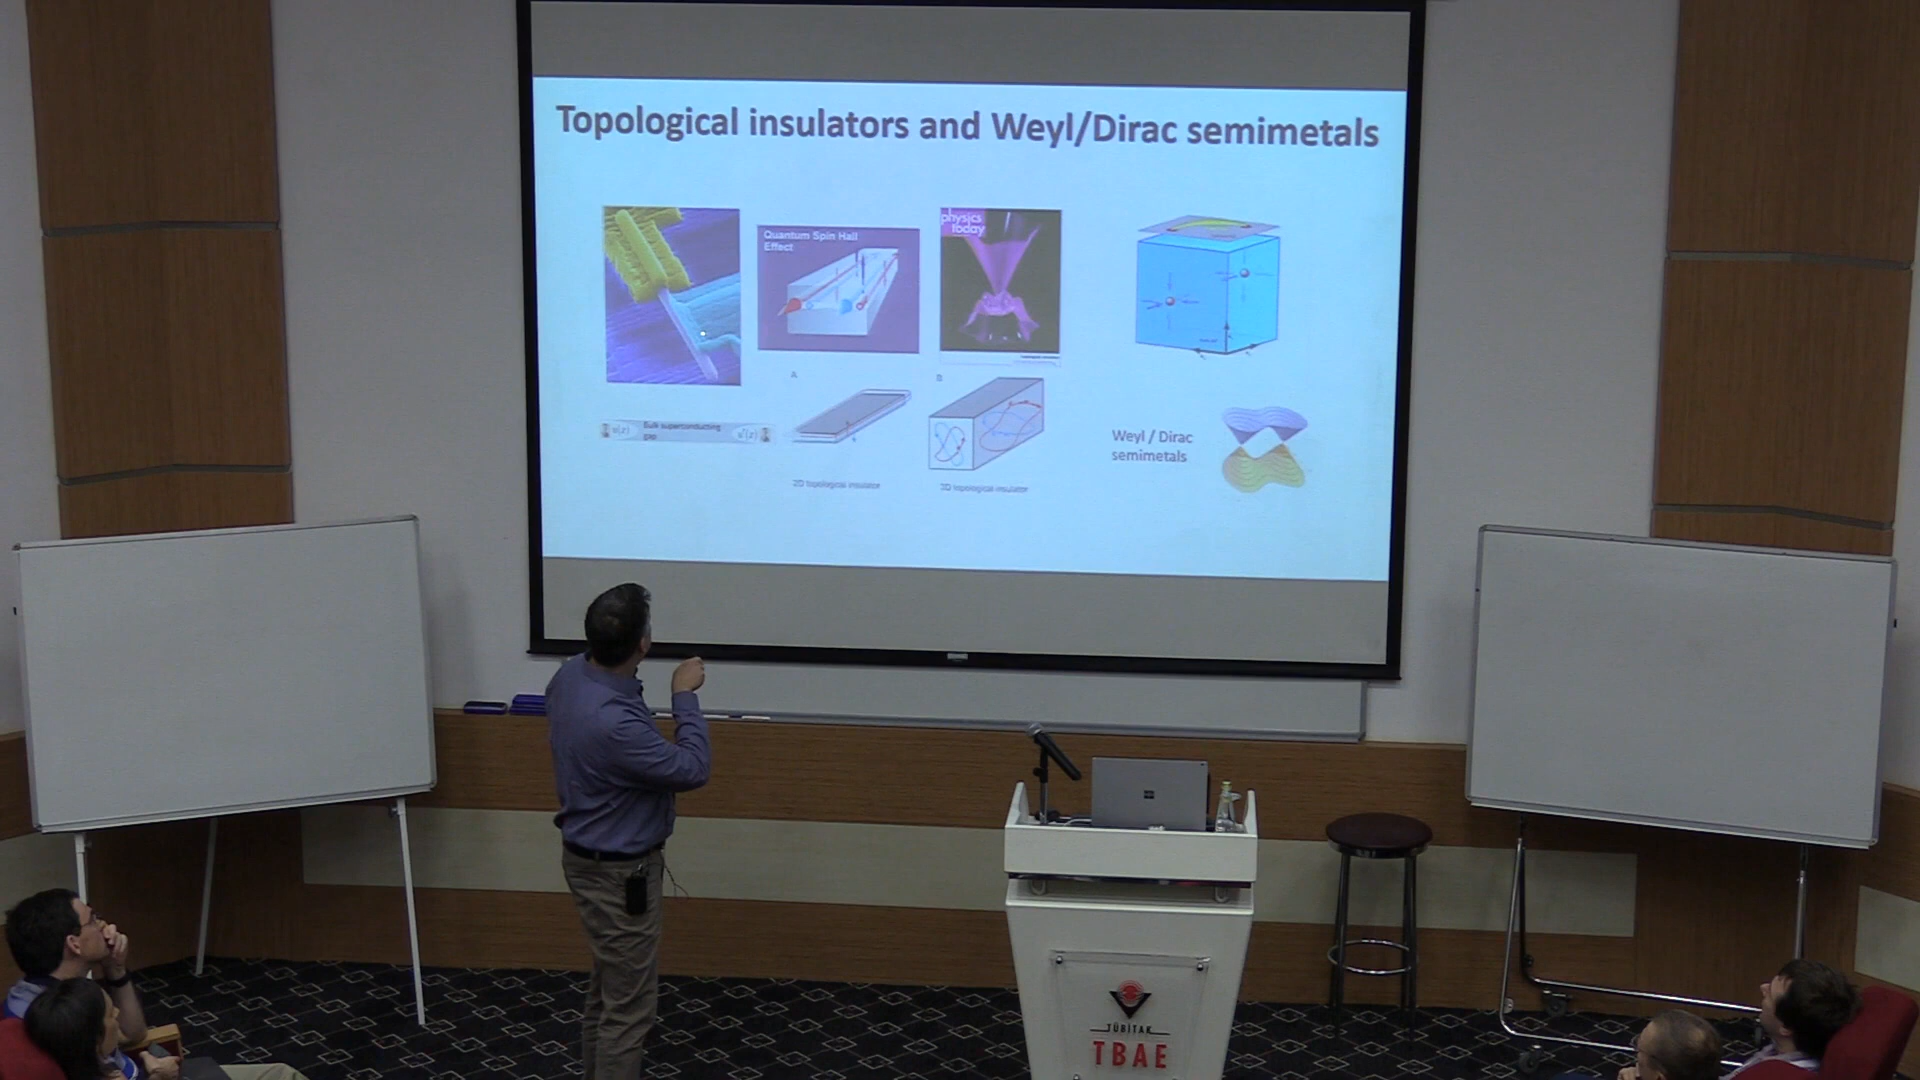 Topological insulators and Weyl/Dirac semimetals
Quantum Spin Hall
Effect
physics
today
A
B
Bulk superconducting
gap
2D topological insulator
3D topological insulator
Weyl / Dirac
semimetals
TÜBİTAK
TBAE